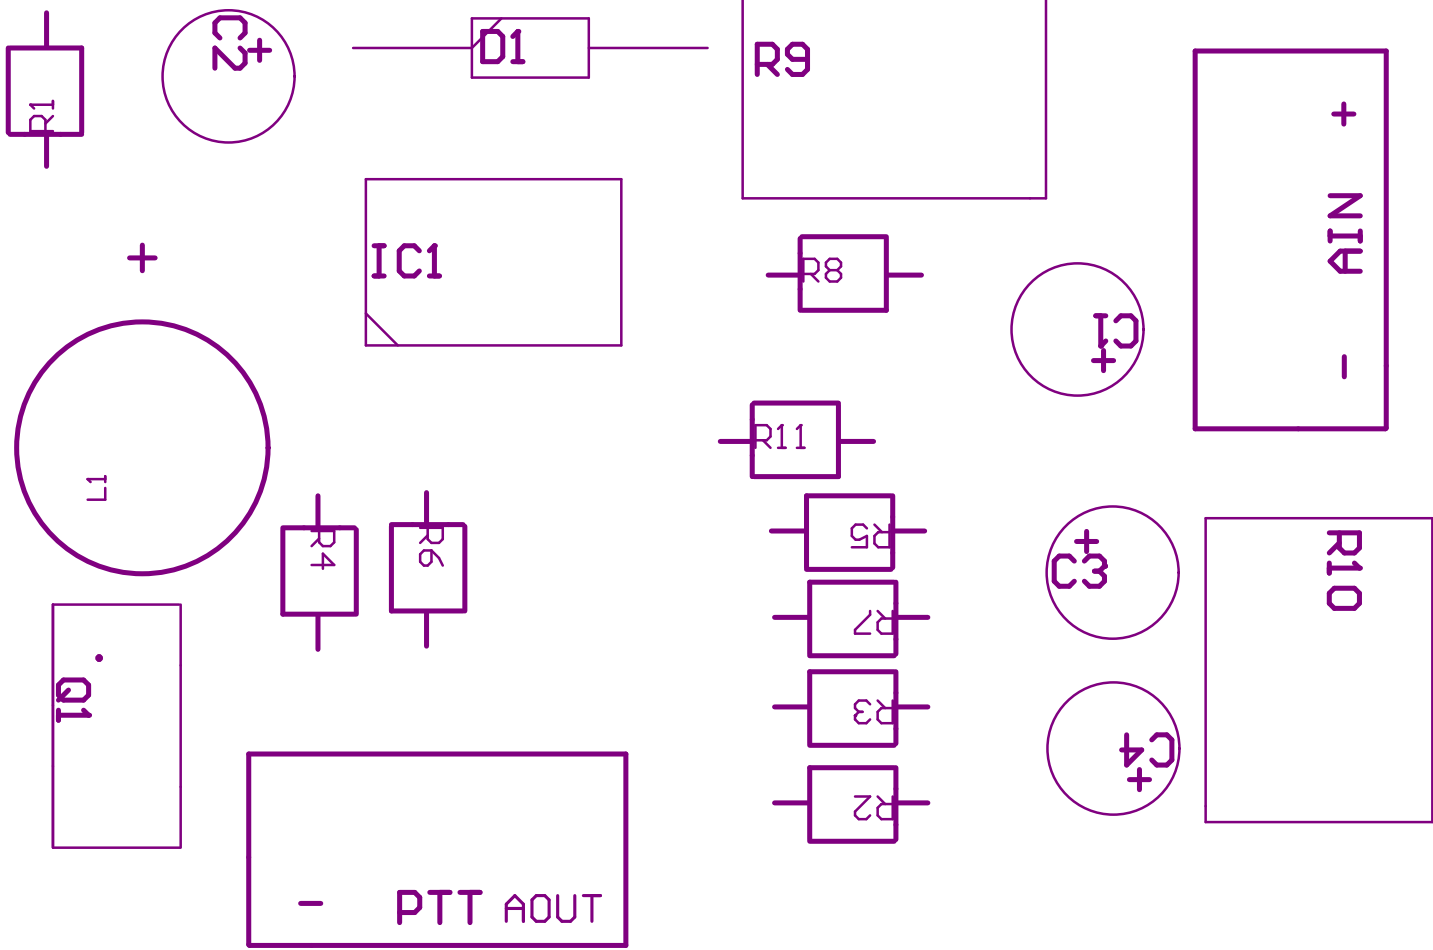 R1
C2
+
D1
R9
+
AIN
-
+
IC1
R8
C1
+
R11
L1
R4
R6
R5
+
C3
R10
R7
Q1
R3
C4
+
R2
- PTT AOUT